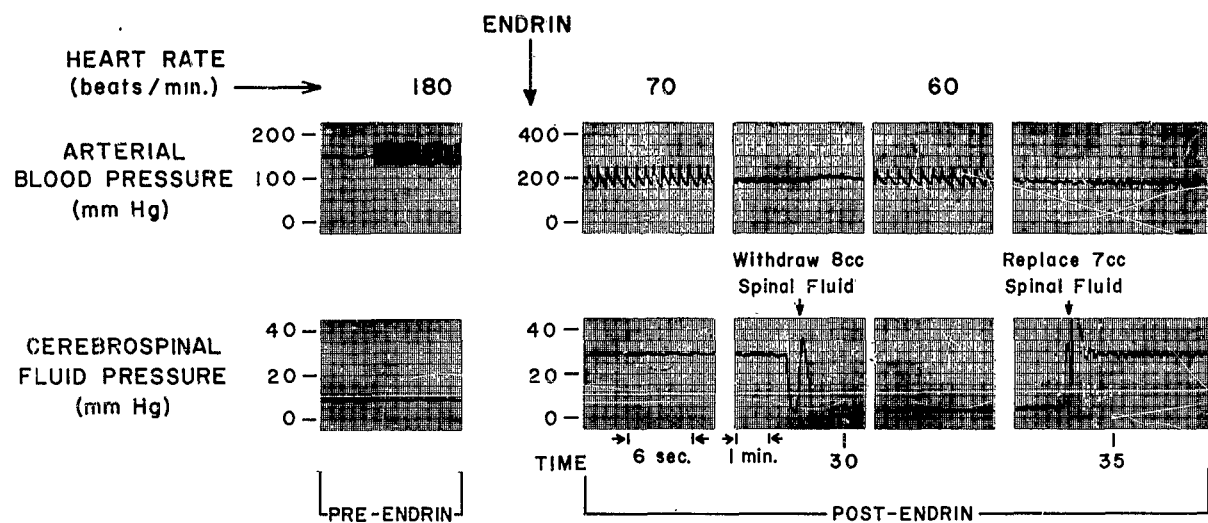 ENDRIN
HEART RATE
(beats/min.)
180
70
60
ARTERIAL
BLOOD PRESSURE
(mm Hg)
200
100
0
400
200
0
Withdraw 8cc
Spinal Fluid
Replace 7cc
Spinal Fluid
CEREBROSPINAL
FLUID PRESSURE
(mm Hg)
40
20
0
40
20
0
TIME
6 sec.
1 min.
30
35
PRE-ENDRIN
POST-ENDRIN